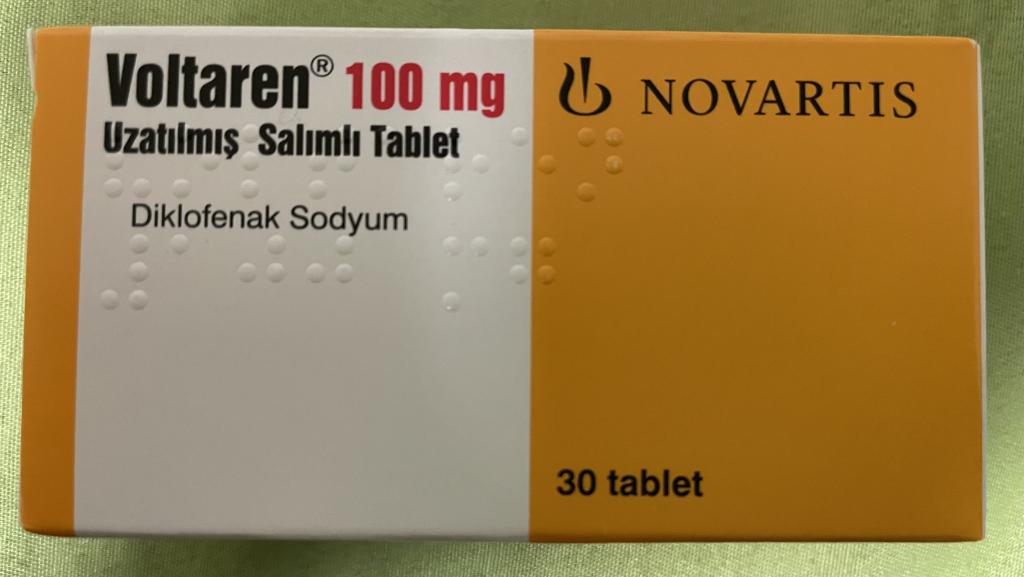 Voltaren® 100 mg
Uzatılmış Salımlı Tablet
Diklofenak Sodyum
NOVARTIS
30 tablet